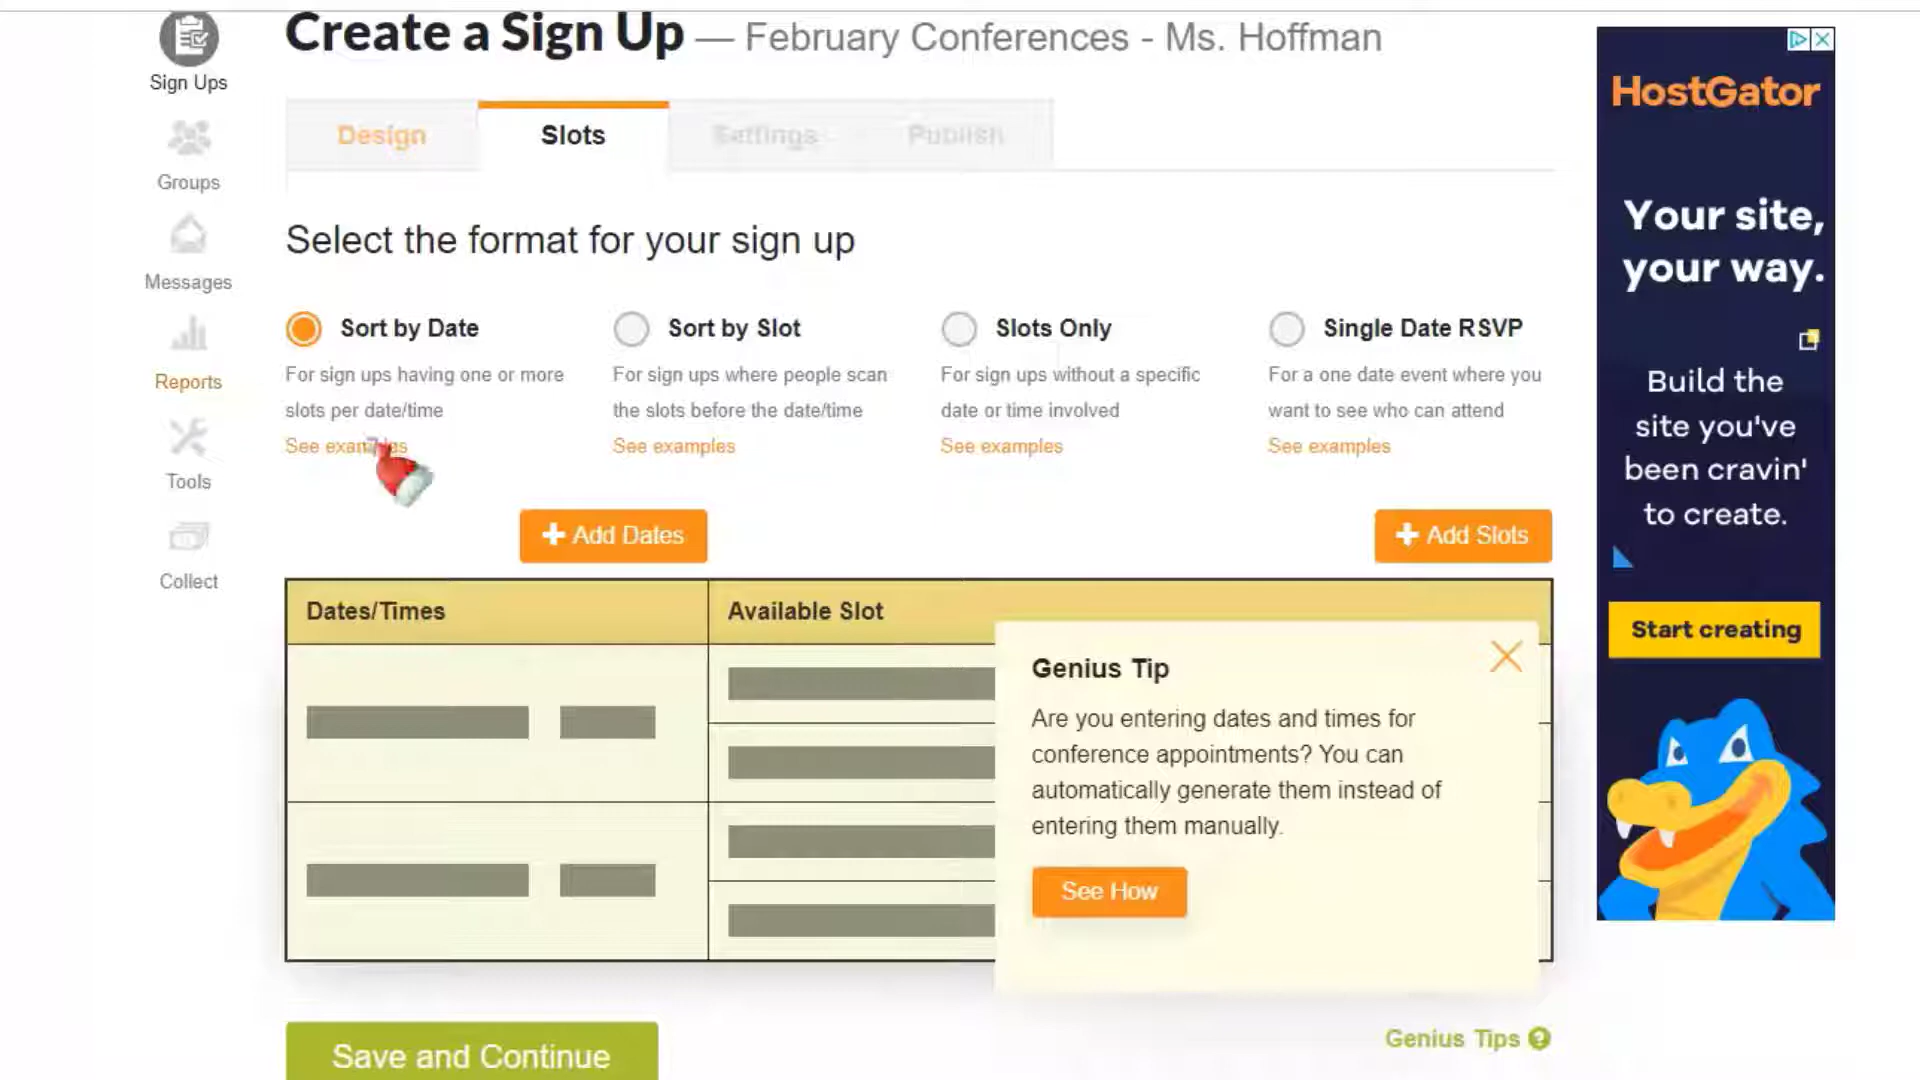 Create a Sign Up — February Conferences - Ms. Hoffman
Sign Ups
Groups
Messages
Reports
Tools
Collect
Design
Slots
Settings
Publish
Select the format for your sign up
Sort by Date
For sign ups having one or more
slots per date/time
See examples
Sort by Slot
For sign ups where people scan
the slots before the date/time
See examples
Slots Only
For sign ups without a specific
date or time involved
See examples
Single Date RSVP
For a one date event where you
want to see who can attend
See examples
Add Dates
Add Slots
Dates/Times
Available Slot
Genius Tip
Are you entering dates and times for
conference appointments? You can
automatically generate them instead of
entering them manually.
See How
Save and Continue
Genius Tips ?
HostGator
Your site,
your way.
Build the
site you've
been cravin'
to create.
Start creating